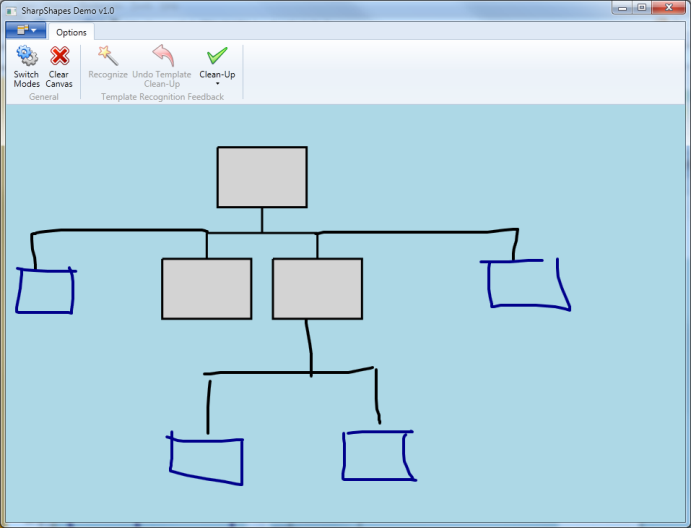 SharpShapes Demo v1.0
Options
Switch Modes
Clear Canvas
Recognize
Undo Template Clean-Up
Clean-Up
General
Template Recognition Feedback